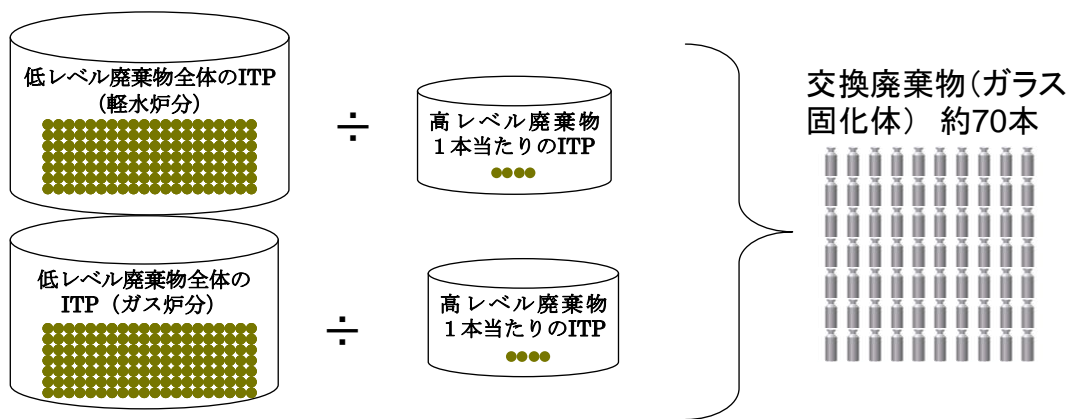 低レベル廃棄物全体のITP
(軽水炉分)
÷
高レベル廃棄物
１本当たりのITP
低レベル廃棄物全体の
ITP（ガス炉分）
÷
高レベル廃棄物
１本当たりのITP
交換廃棄物（ガラス
固化体） 約70本